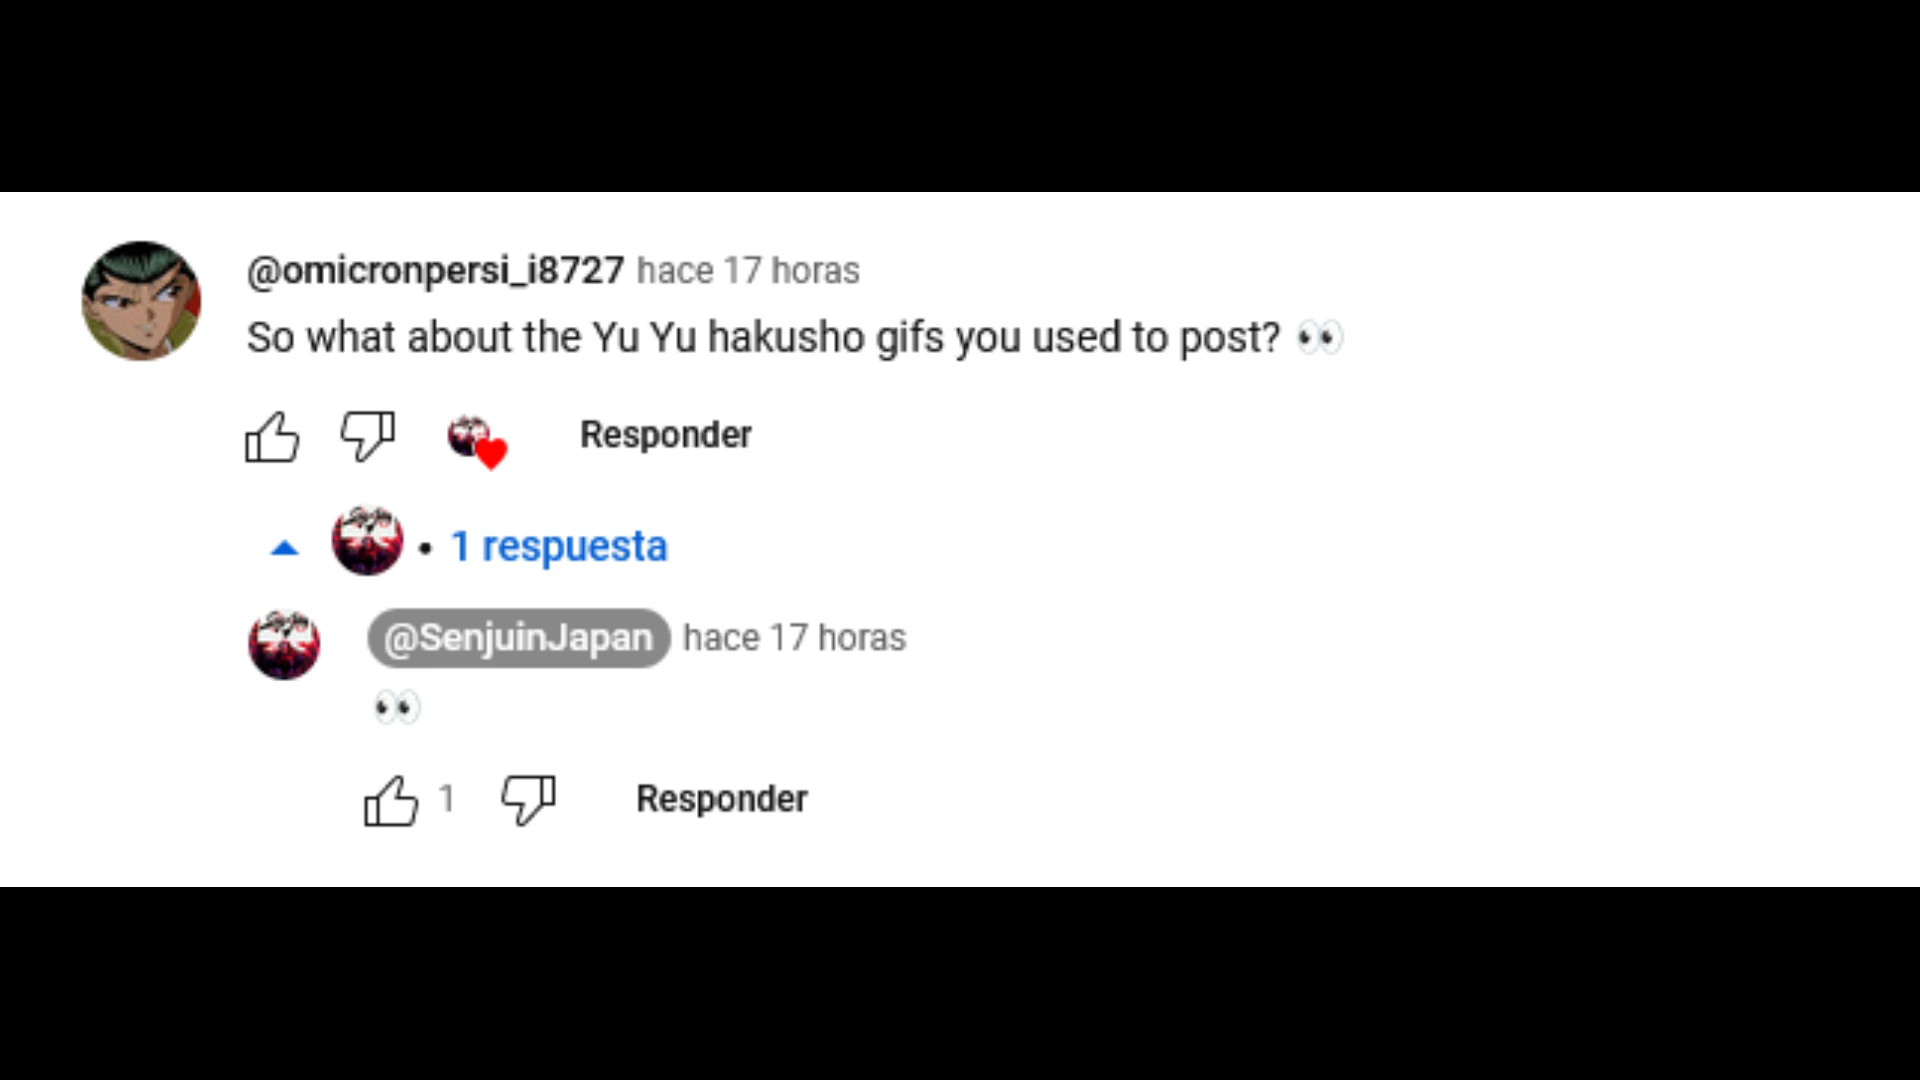 @omicronpersi_i8727 hace 17 horas
So what about the Yu Yu hakusho gifs you used to post? 👀
Responder
• 1 respuesta
@SenjuinJapan hace 17 horas
👀
1 Responder